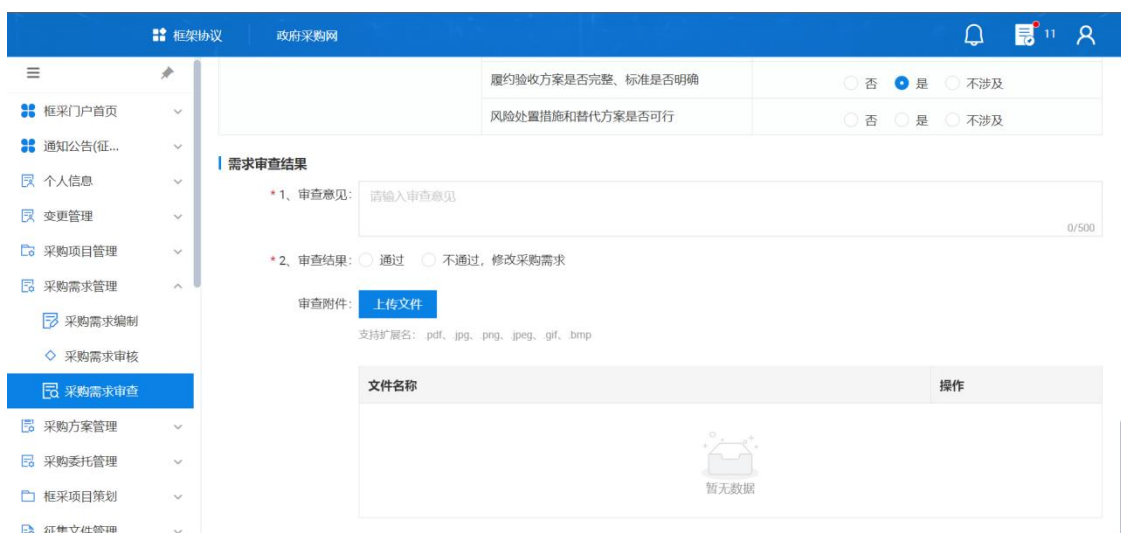 框架协议 政府采购网 11
履约验收方案是否完整、标准是否明确 否 是 不涉及
框采门户首页
风险处置措施和替代方案是否可行 否 是 不涉及
通知公告(征...
需求审查结果
个人信息
* 1、审查意见: 请输入审查意见
变更管理
0/500
采购项目管理
* 2、审查结果: 通过 不通过，修改采购需求
采购需求管理
审查附件: 上传文件
采购需求编制
支持扩展名: .pdf、.jpg、.png、.jpeg、.gif、.bmp
采购需求审核
文件名称 操作
采购需求审查
采购方案管理
采购委托管理
暂无数据
框采项目策划
征集文件管理